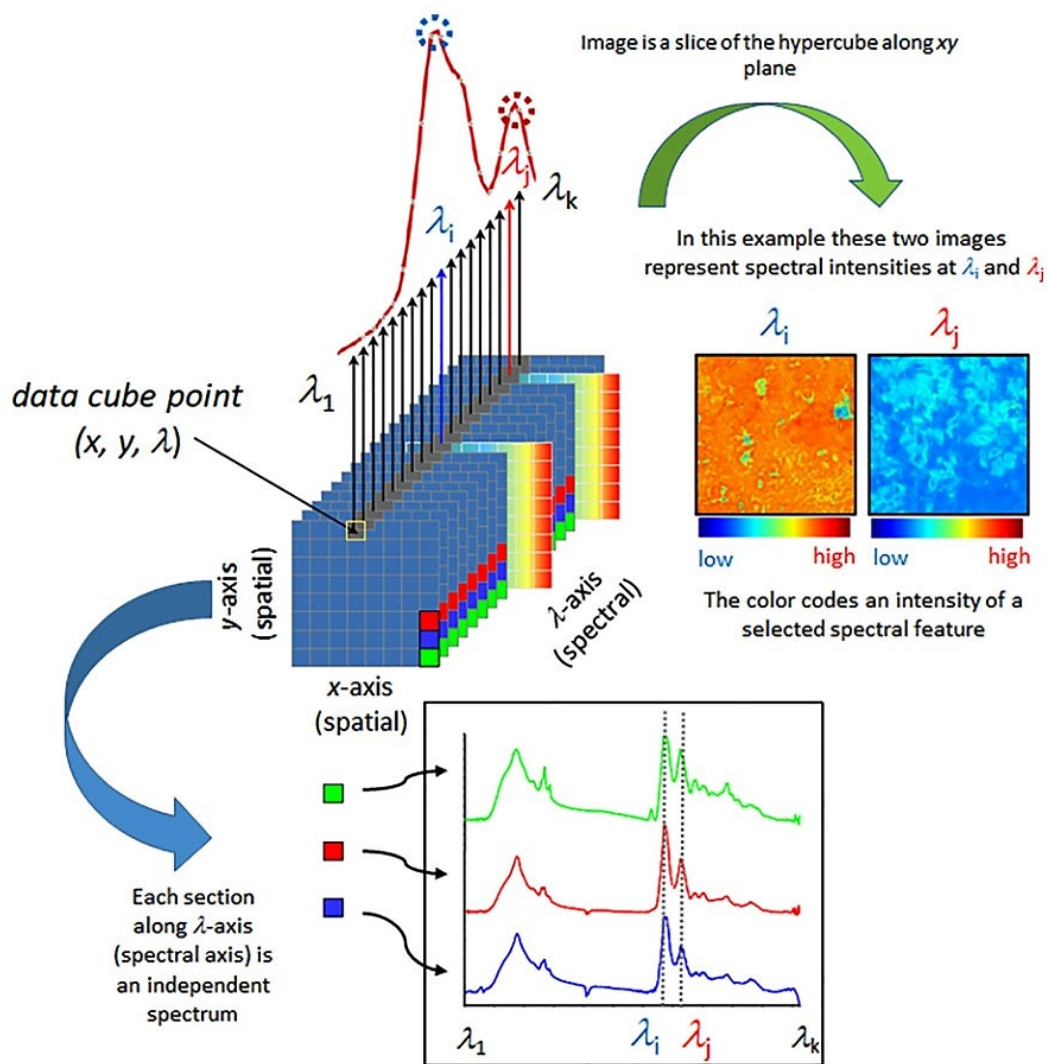 Image is a slice of the hypercube along xy
plane
λj
λk
λi
In this example these two images
represent spectral intensities at λi and λj
λi
λj
λ1
data cube point
(x, y, λ)
low
high
low
high
The color codes an intensity of a
selected spectral feature
y-axis
(spatial)
λ-axis
(spectral)
x-axis
(spatial)
Each section
along λ-axis
(spectral axis) is
an independent
spectrum
λ1
λi
λj
λk